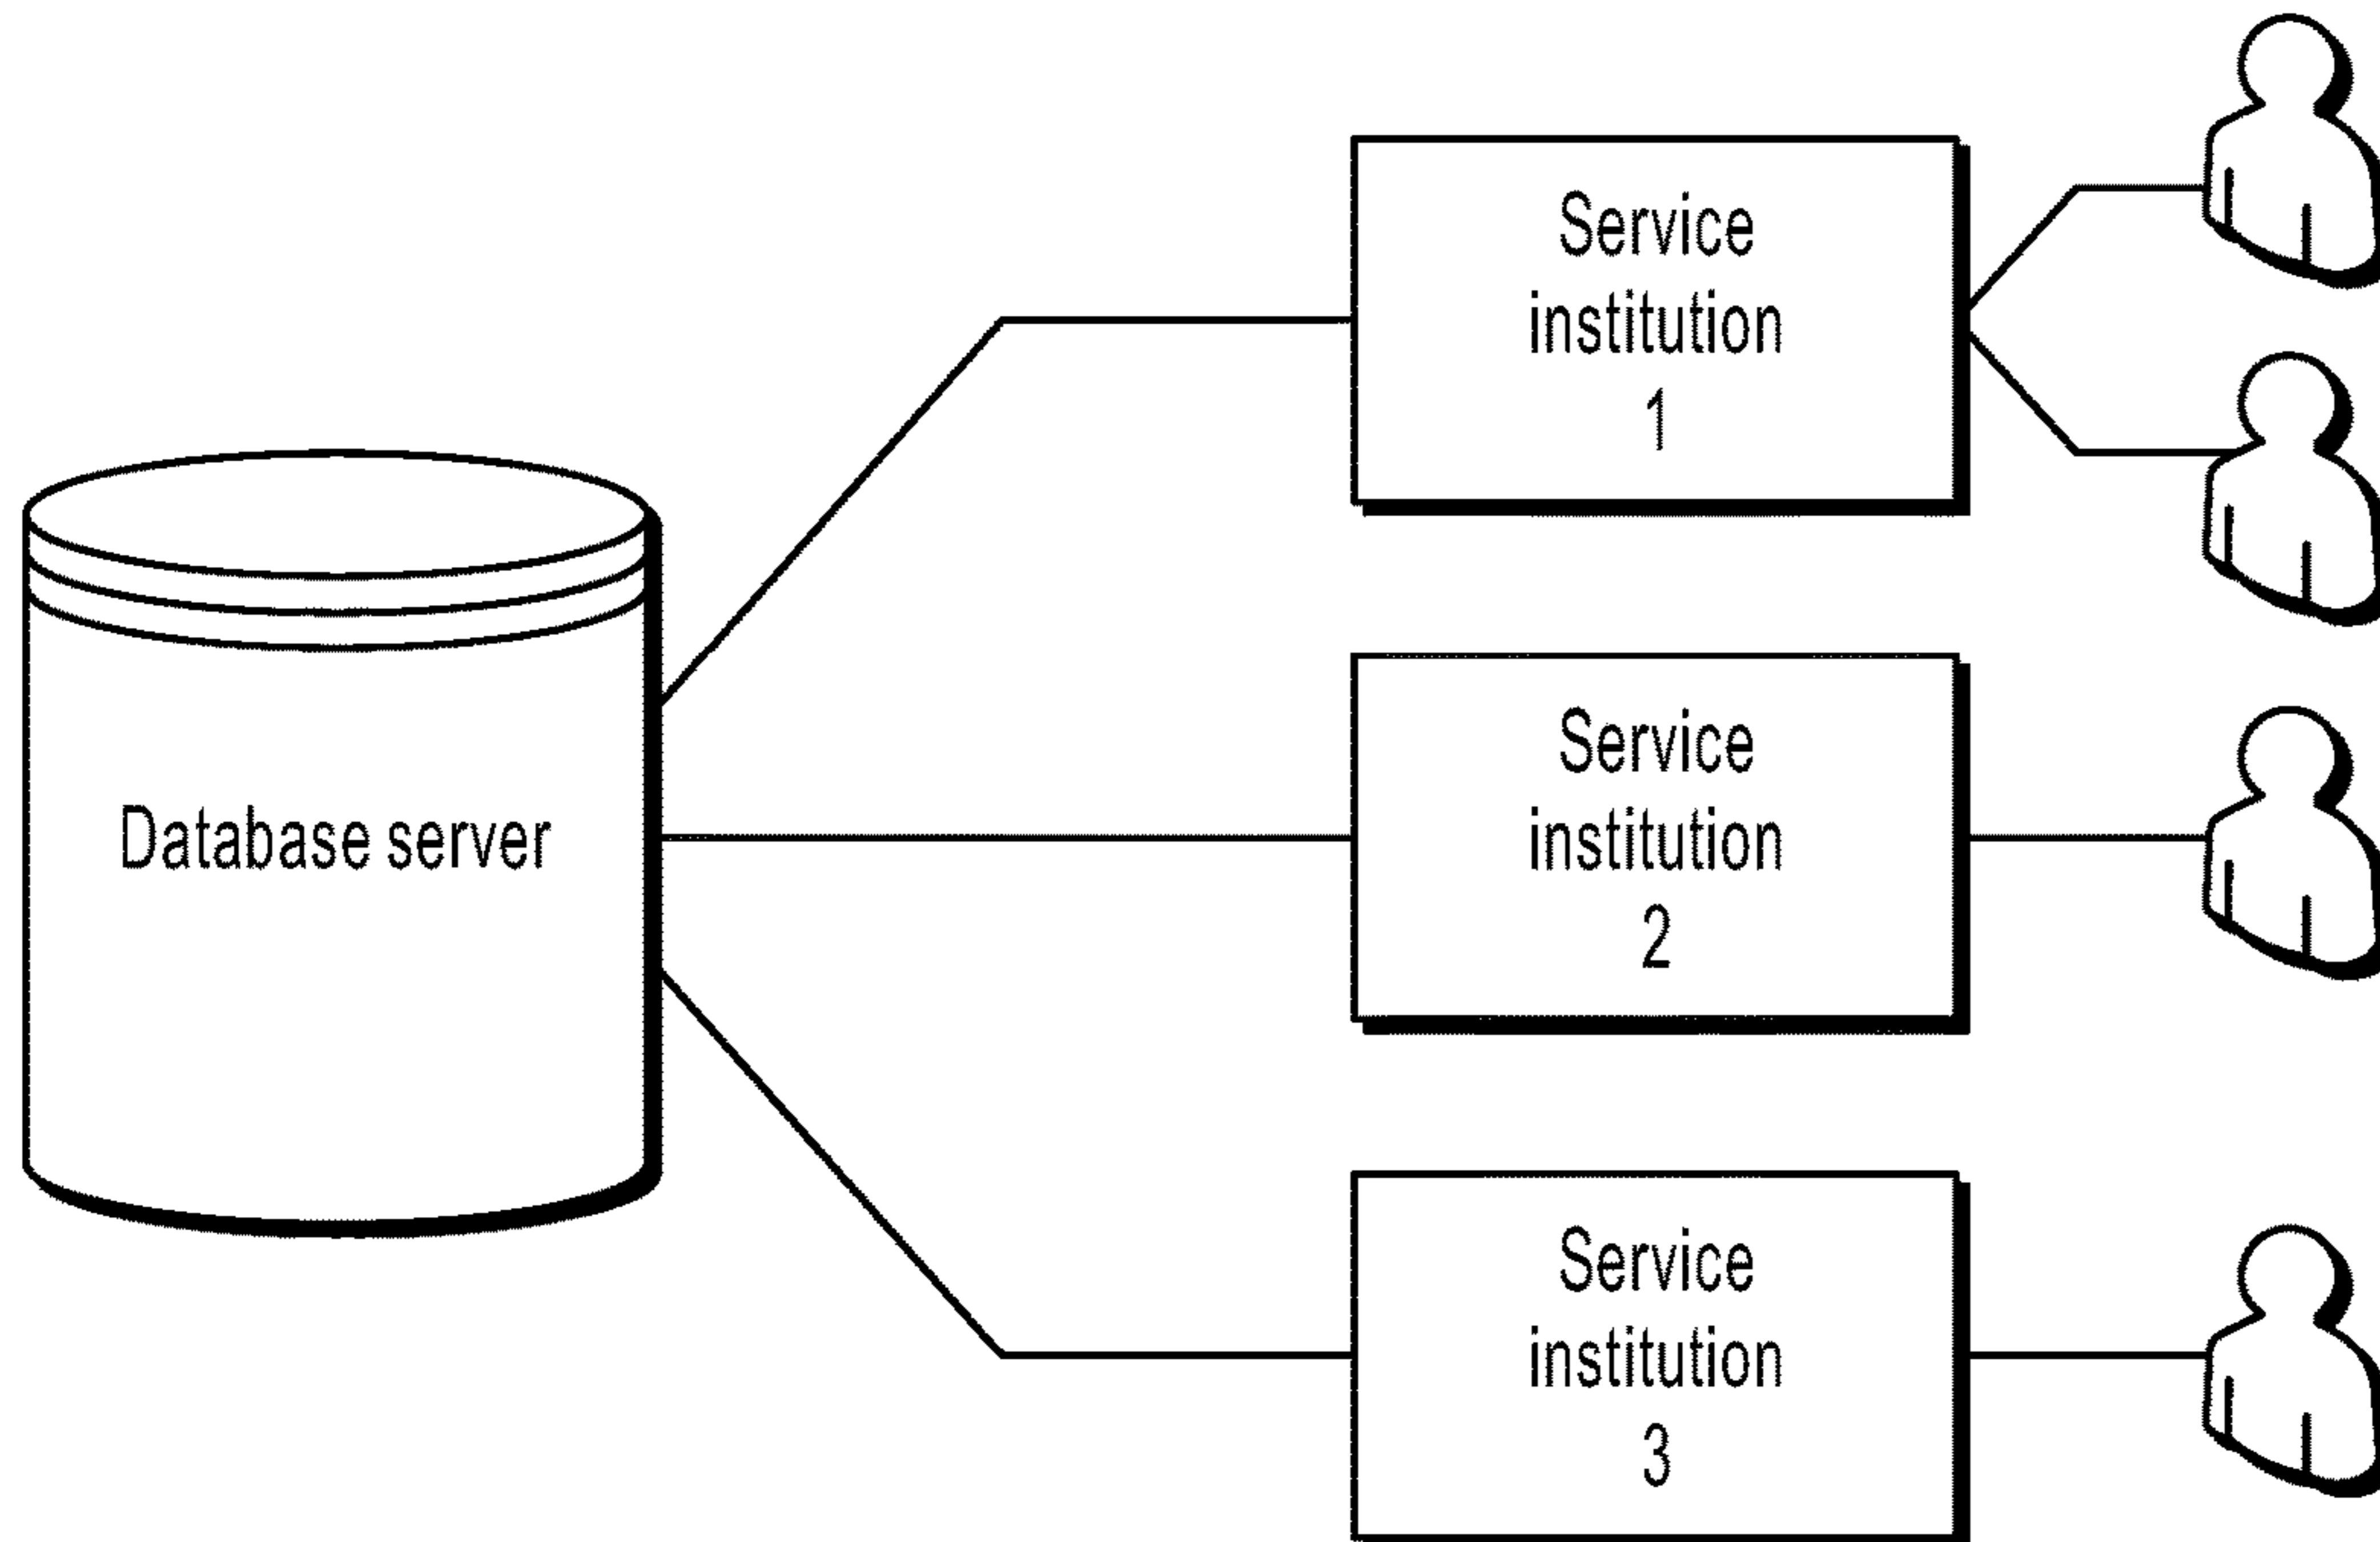 Service
institution
1
Database server
Service
institution
2
Service
institution
3